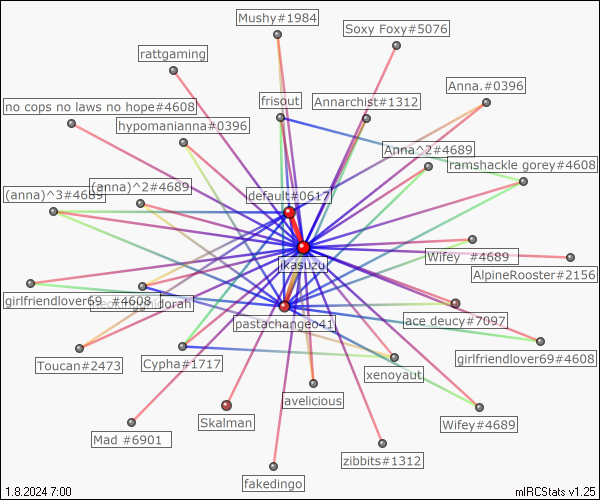 Mushy#1984
Soxy Foxy#5076
rattgaming
Anna.#0396
frisout
Annarchist#1312
no cops no laws no hope#4608
hypomanianna#0396
Anna^2#4689
ramshackle gorey#4608
(anna)^2#4689
(anna)^3#4689
default#0617
Wifey #4689
jkasuzu
AlpineRooster#2156
girlfriendlover69 #4608
pastachangeo41
ace deucy#7097
girlfriendlover69#4608
Toucan#2473
Cypha#1717
xenoyaut
avelicious
Skalman
Wifey#4689
Mad #6901
zibbits#1312
fakedingo
1.8.2024 7:00
mIRCStats v1.25